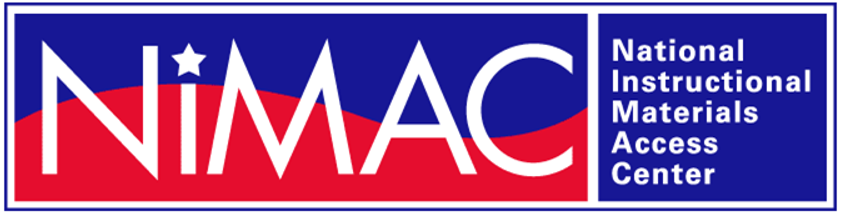 NiMAC
National
Instructional
Materials
Access
Center